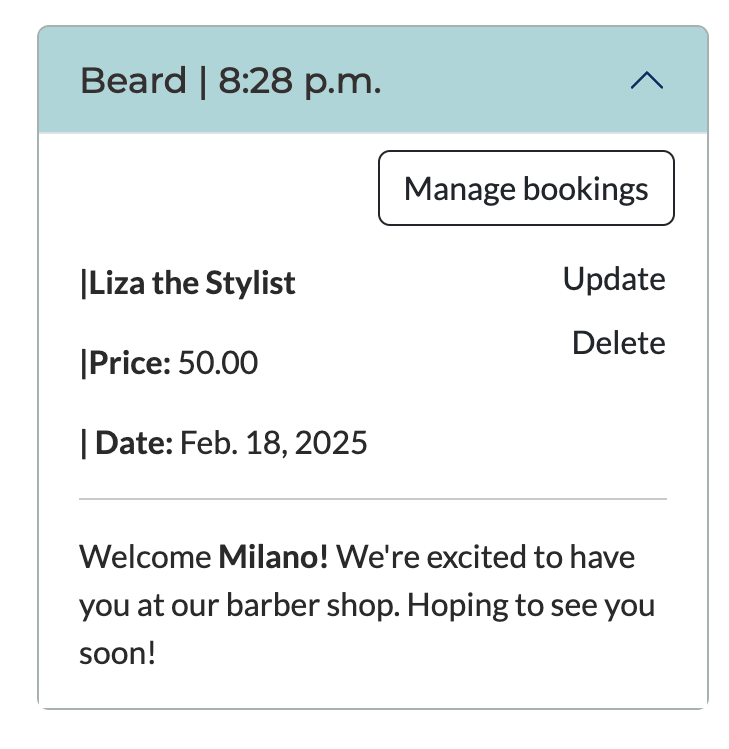 Beard | 8:28 p.m.
Manage bookings
|Liza the Stylist
Update
|Price: 50.00
Delete
| Date: Feb. 18, 2025
Welcome Milano! We're excited to have
you at our barber shop. Hoping to see you
soon!